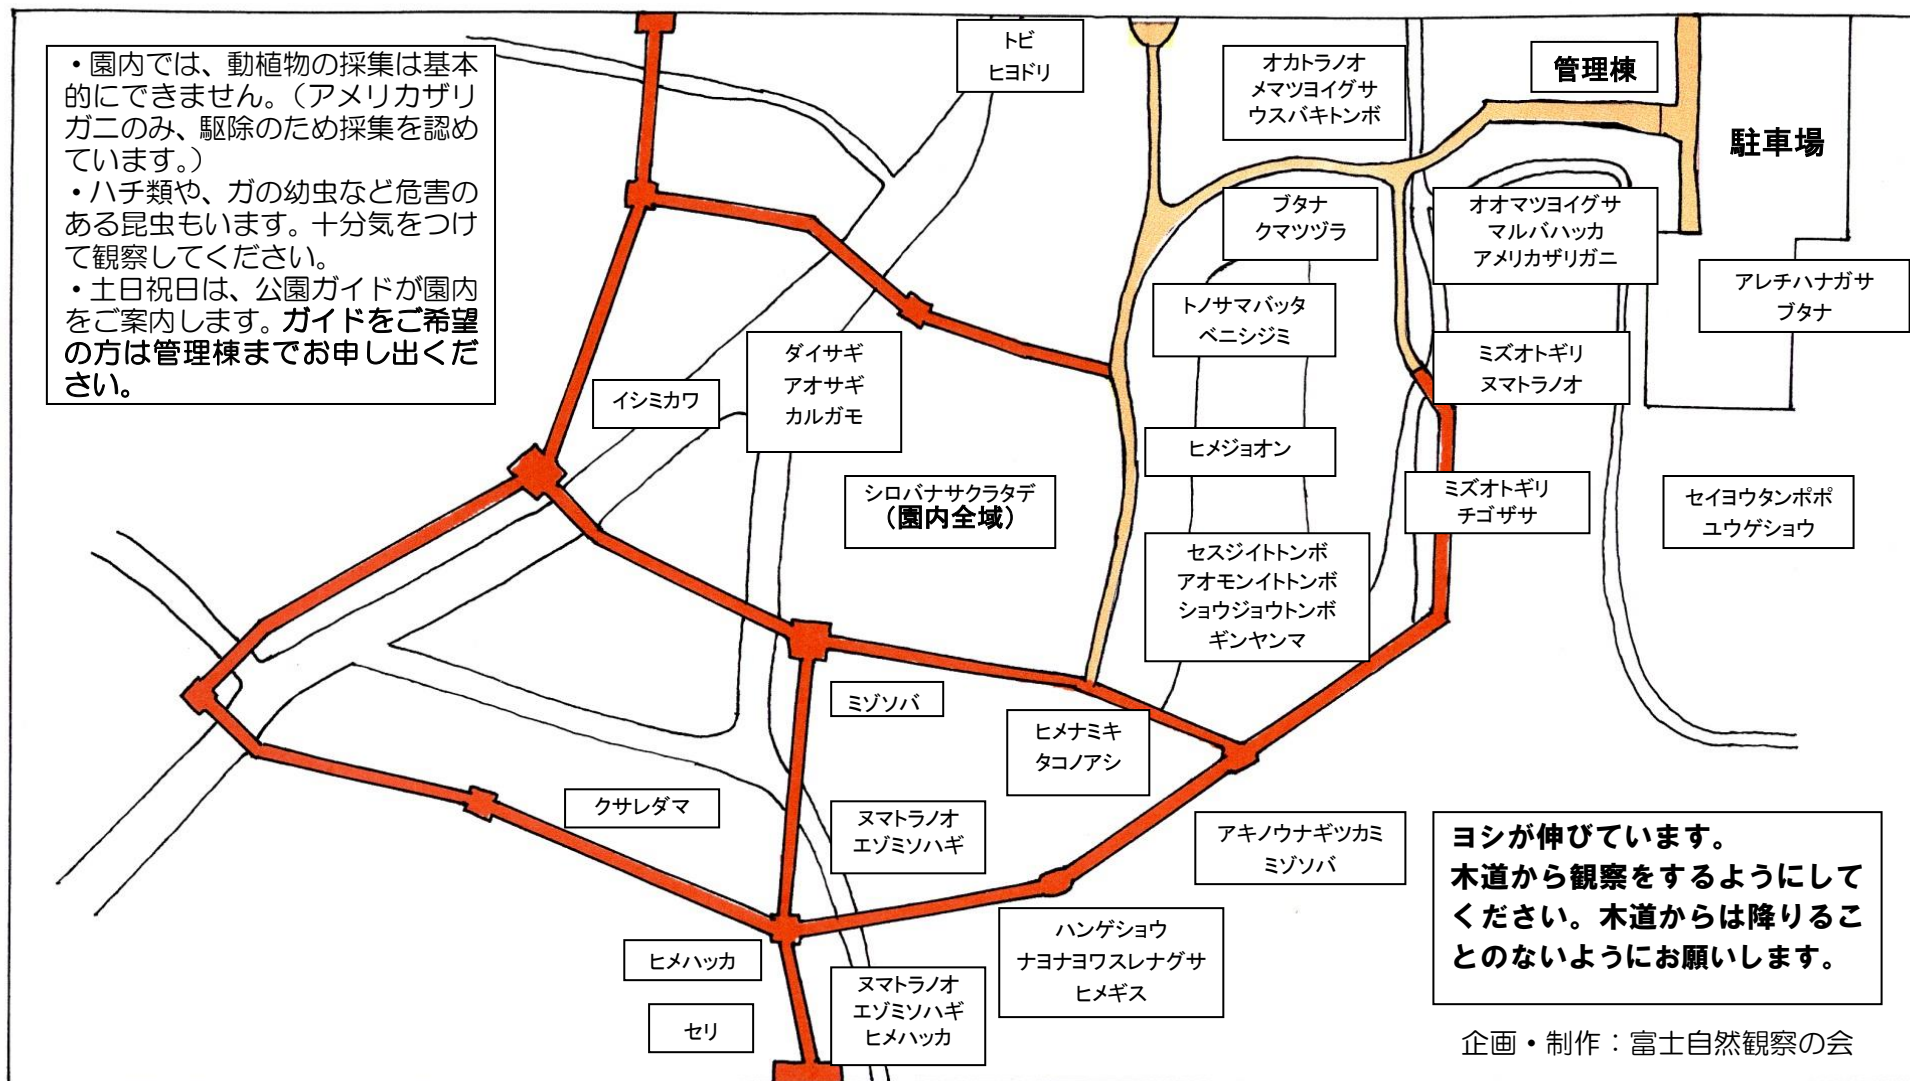 ・園内では、動植物の採集は基本
的にできません。（アメリカザリ
ガニのみ、駆除のため採集を認め
ています。）
・ハチ類や、ガの幼虫など危害の
ある昆虫もいます。十分気をつけ
て観察してください。
・土日祝日は、公園ガイドが園内
をご案内します。ガイドをご希望
の方は管理棟までお申し出くだ
さい。
トビ
ヒヨドリ
オカトラノオ
メマツヨイグサ
ウスバキトンボ
管理棟
駐車場
ブタナ
クマツヅラ
オオマツヨイグサ
マルバハッカ
アメリカザリガニ
アレチハナガサ
ブタナ
トノサマバッタ
ベニシジミ
ダイサギ
アオサギ
カルガモ
ミズオトギリ
ヌマトラノオ
イシミカワ
ヒメジョオン
シロバナサクラタデ
（園内全域）
ミズオトギリ
チゴザサ
セイヨウタンポポ
ユウゲショウ
セスジイトトンボ
アオモンイトトンボ
ショウジョウトンボ
ギンヤンマ
ミゾソバ
ヒメナミキ
タコノアシ
クサレダマ
ヌマトラノオ
エゾミソハギ
アキノウナギツカミ
ミゾソバ
ヨシが伸びています。
木道から観察をするようにして
ください。木道からは降りるこ
とのないようにお願いします。
ハンゲショウ
ナヨナヨワスレナグサ
ヒメギス
ヒメハッカ
ヌマトラノオ
エゾミソハギ
ヒメハッカ
セリ
企画・制作：富士自然観察の会